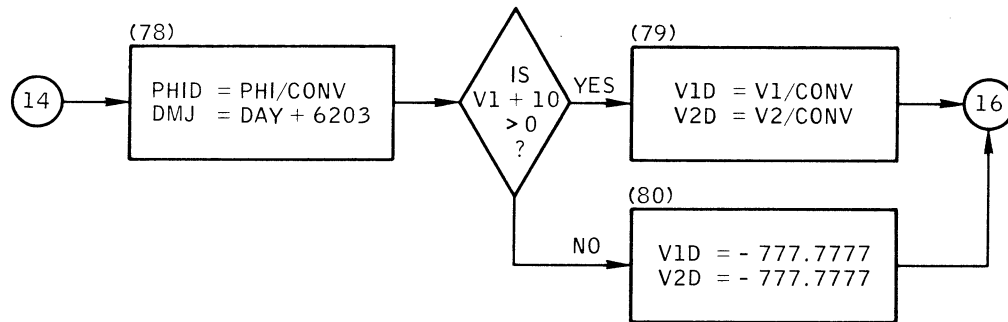 (78)
14
PHID = PHI/CONV
DMJ = DAY + 6203
IS
V1 + 10
> 0
?
YES
(79)
V1D = V1/CONV
V2D = V2/CONV
16
NO
(80)
V1D = - 777.7777
V2D = - 777.7777